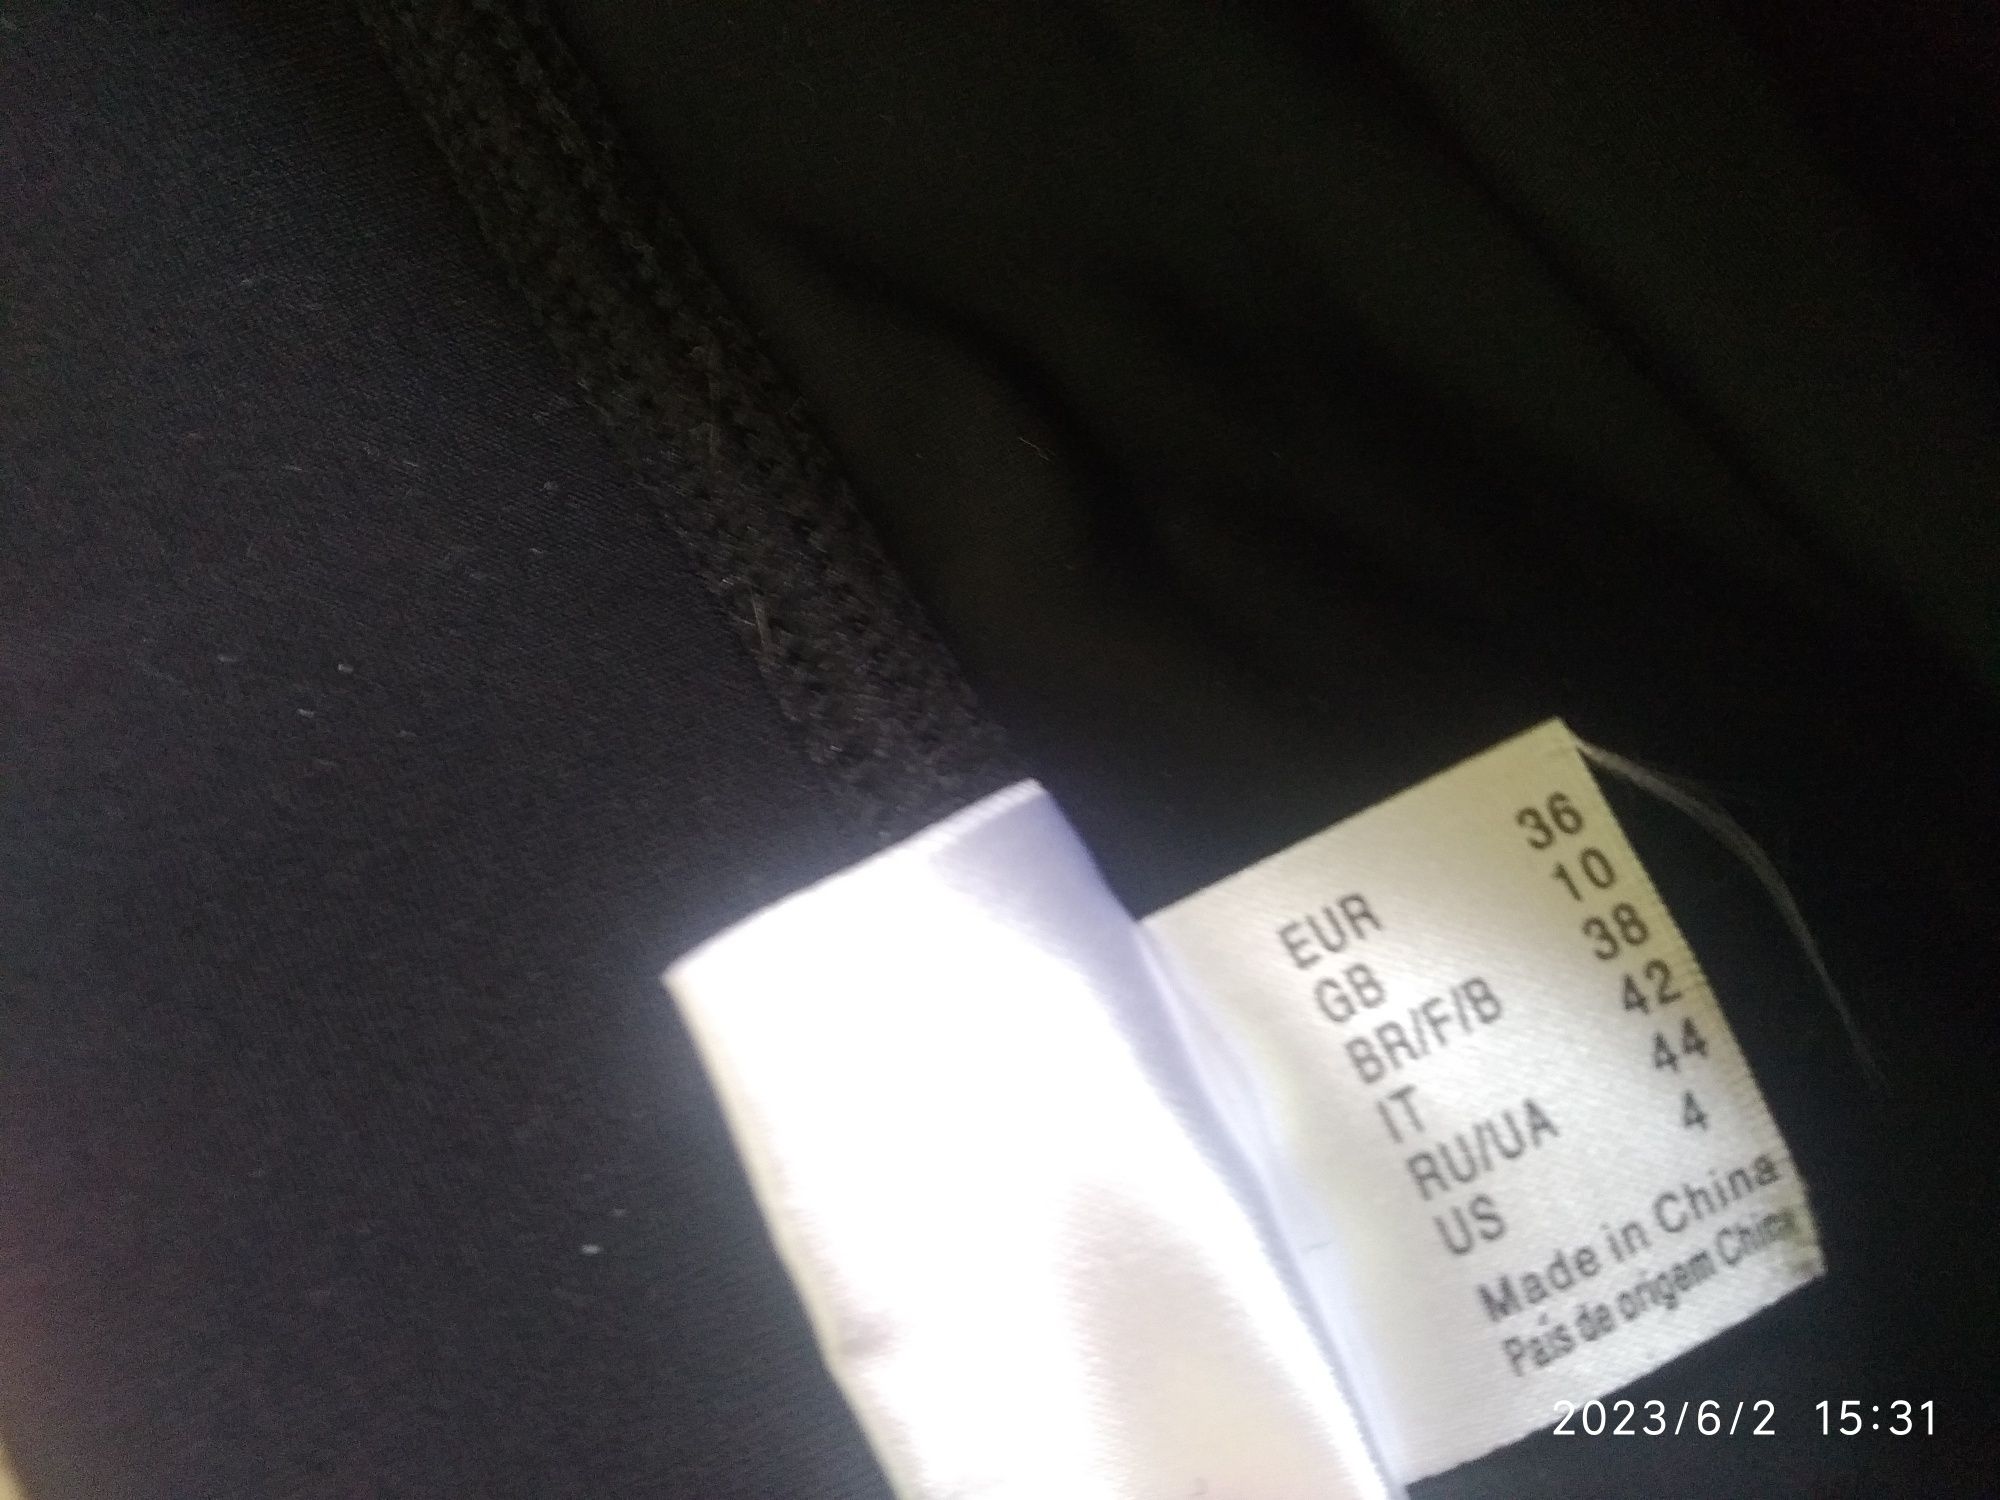 EUR 36
GB 10
BR/F/B 38
IT 42
RU/UA 44
US 4
Made in China
País de origem China
2023/6/2 15:31